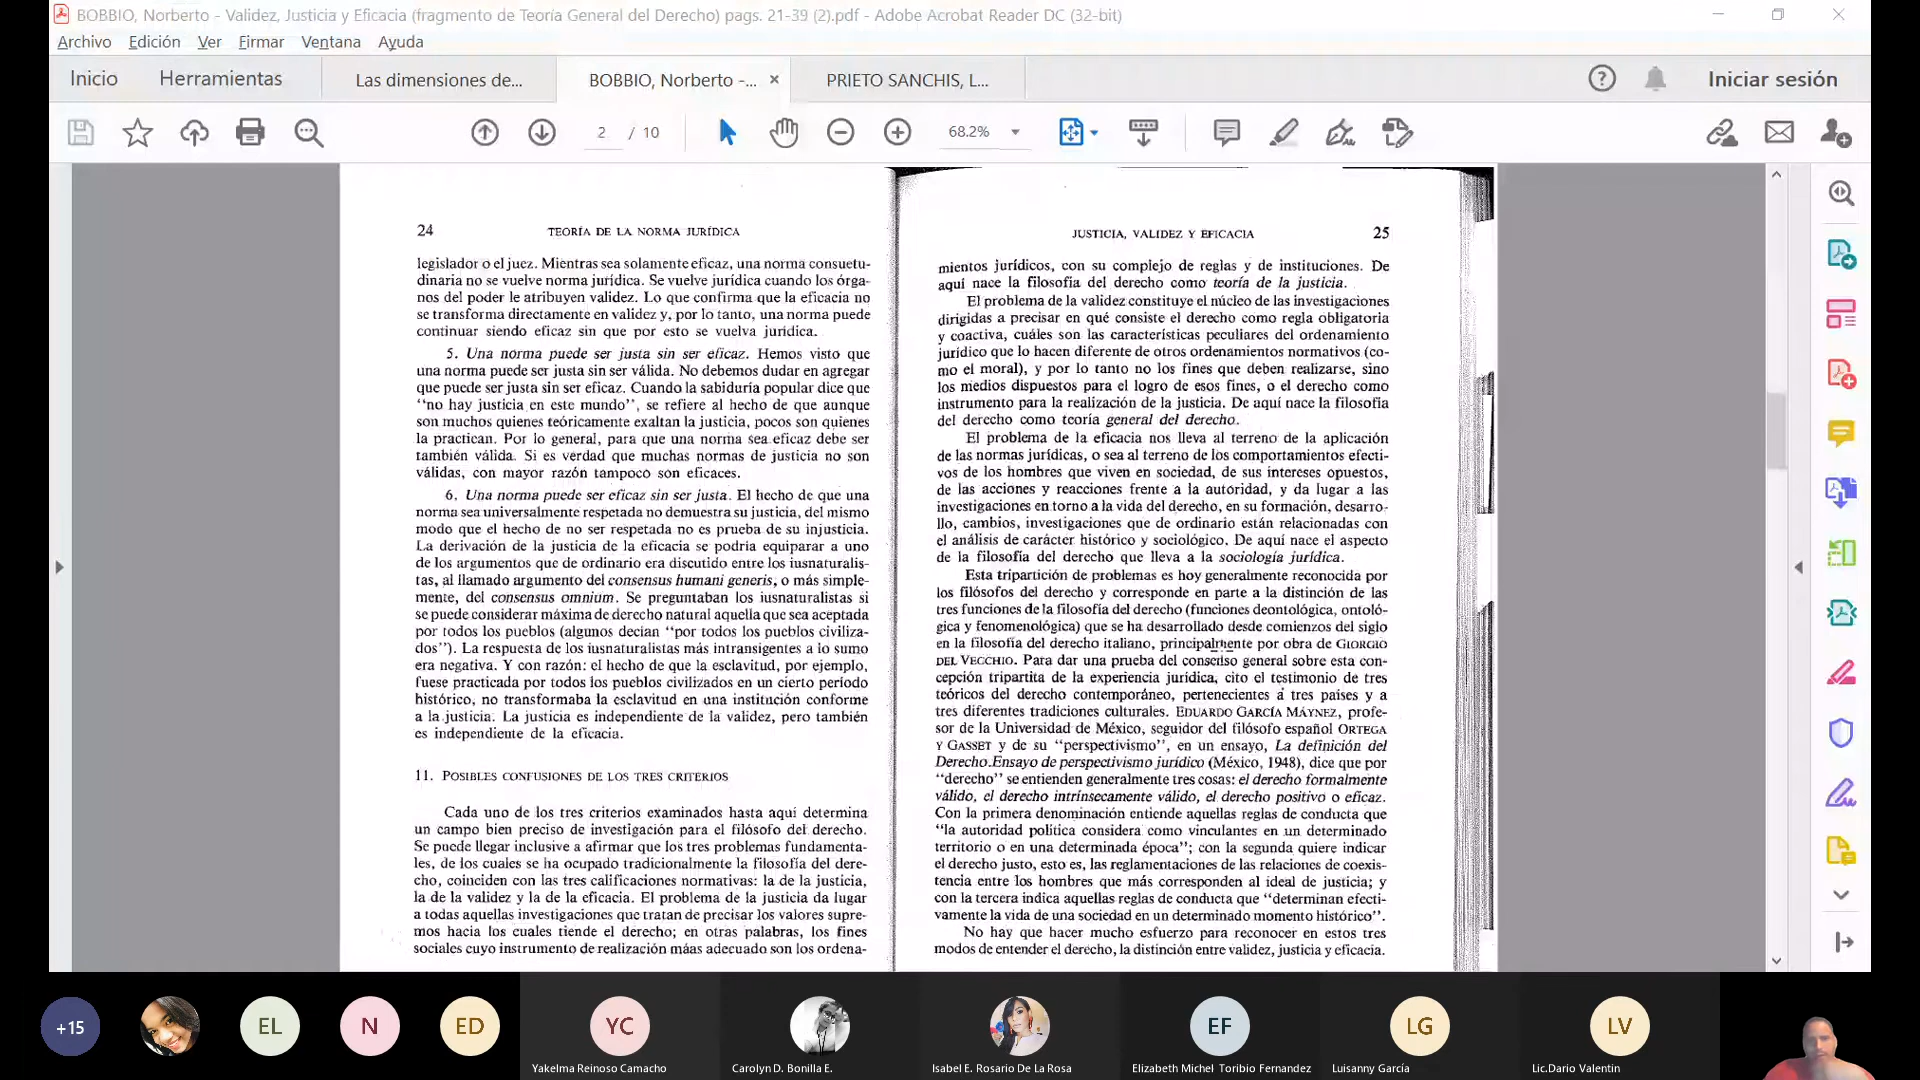 BOBBIO, Norberto - Validez, Justicia y Eficacia (fragmento de Teoría General del Derecho) pags. 21-39 (2).pdf - Adobe Acrobat Reader DC (32-bit)
Archivo Edición Ver Firmar Ventana Ayuda
Inicio Herramientas Las dimensiones de... BOBBIO, Norberto -... × PRIETO SANCHIS, L... Iniciar sesión
2 / 10 68.2%
24 TEORÍA DE LA NORMA JURÍDICA
legislador o el juez. Mientras sea solamente eficaz, una norma consuetu-
dinaria no se vuelve norma jurídica. Se vuelve jurídica cuando los órga-
nos del poder le atribuyen validez. Lo que confirma que la eficacia no
se transforma directamente en validez y, por lo tanto, una norma puede
continuar siendo eficaz sin que por esto se vuelva jurídica.
5. Una norma puede ser justa sin ser eficaz. Hemos visto que
una norma puede ser justa sin ser válida. No debemos dudar en agregar
que puede ser justa sin ser eficaz. Cuando la sabiduría popular dice que
“no hay justicia en este mundo”, se refiere al hecho de que aunque
son muchos quienes teóricamente exaltan la justicia, pocos son quienes
la practican. Por lo general, para que una norma sea eficaz debe ser
también válida. Si es verdad que muchas normas de justicia no son
válidas, con mayor razón tampoco son eficaces.
6. Una norma puede ser eficaz sin ser justa. El hecho de que una
norma sea universalmente respetada no demuestra su justicia, del mismo
modo que el hecho de no ser respetada no es prueba de su injusticia.
La derivación de la justicia de la eficacia se podría equiparar a uno
de los argumentos que de ordinario era discutido entre los iusnaturalis-
tas, al llamado argumento del consensus humani generis, o más simple-
mente, del consensus omnium. Se preguntaban los iusnaturalistas si
se puede considerar máxima de derecho natural aquella que sea aceptada
por todos los pueblos (algunos decían “por todos los pueblos civiliza-
dos”). La respuesta de los iusnaturalistas más intransigentes a lo sumo
era negativa. Y con razón: el hecho de que la esclavitud, por ejemplo,
fuese practicada por todos los pueblos civilizados en un cierto período
histórico, no transformaba la esclavitud en una institución conforme
a la justicia. La justicia es independiente de la validez, pero también
es independiente de la eficacia.
11. POSIBLES CONFUSIONES DE LOS TRES CRITERIOS
Cada uno de los tres criterios examinados hasta aquí determina
un campo bien preciso de investigación para el filósofo del derecho.
Se puede llegar inclusive a afirmar que los tres problemas fundamenta-
les, de los cuales se ha ocupado tradicionalmente la filosofía del dere-
cho, coinciden con las tres calificaciones normativas: la de la justicia,
la de la validez y la de la eficacia. El problema de la justicia da lugar
a todas aquellas investigaciones que tratan de precisar los valores supre-
mos hacia los cuales tiende el derecho; en otras palabras, los fines
sociales cuyo instrumento de realización máas adecuado son los ordena-
JUSTICIA, VALIDEZ Y EFICACIA 25
mientos jurídicos, con su complejo de reglas y de instituciones. De
aquí nace la filosofía del derecho como teoría de la justicia.
El problema de la validez constituye el núcleo de las investigaciones
dirigidas a precisar en qué consiste el derecho como regla obligatoria
y coactiva, cuáles son las características peculiares del ordenamiento
jurídico que lo hacen diferente de otros ordenamientos normativos (co-
mo el moral), y por lo tanto no los fines que deben realizarse, sino
los medios dispuestos para el logro de esos fines, o el derecho como
instrumento para la realización de la justicia. De aquí nace la filosofía
del derecho como teoría general del derecho.
El problema de la eficacia nos lleva al terreno de la aplicación
de las normas jurídicas, o sea al terreno de los comportamientos efecti-
vos de los hombres que viven en sociedad, de sus intereses opuestos,
de las acciones y reacciones frente a la autoridad, y da lugar a las
investigaciones en torno a la vida del derecho, en su formación, desarro-
llo, cambios, investigaciones que de ordinario están relacionadas con
el análisis de carácter histórico y sociológico. De aquí nace el aspecto
de la filosofía del derecho que lleva a la sociología jurídica.
Esta tripartición de problemas es hoy generalmente reconocida por
los filósofos del derecho y corresponde en parte a la distinción de las
tres funciones de la filosofía del derecho (funciones deontológica, ontoló-
gica y fenomenológica) que se ha desarrollado desde comienzos del siglo
en la filosofía del derecho italiano, principalmente por obra de GIORGIO
DEL VECCHIO. Para dar una prueba del consenso general sobre esta con-
cepción tripartita de la experiencia jurídica, cito el testimonio de tres
teóricos del derecho contemporáneo, pertenecientes a tres países y a
tres diferentes tradiciones culturales. EDUARDO GARCÍA MÁYNEZ, profe-
sor de la Universidad de México, seguidor del filósofo español ORTEGA
Y GASSET y de su “perspectivismo”, en un ensayo, La definición del
Derecho.Ensayo de perspectivismo jurídico (México, 1948), dice que por
“derecho” se entienden generalmente tres cosas: el derecho formalmente
válido, el derecho intrínsecamente válido, el derecho positivo o eficaz.
Con la primera denominación entiende aquellas reglas de conducta que
“la autoridad política considera como vinculantes en un determinado
territorio o en una determinada época”; con la segunda quiere indicar
el derecho justo, esto es, las reglamentaciones de las relaciones de coexis-
tencia entre los hombres que más corresponden al ideal de justicia; y
con la tercera indica aquellas reglas de conducta que “determinan efecti-
vamente la vida de una sociedad en un determinado momento histórico”.
No hay que hacer mucho esfuerzo para reconocer en estos tres
modos de entender el derecho, la distinción entre validez, justicia y eficacia.
+15 EL N ED YC EF LG LV
Yakelma Reinoso Camacho Carolyn D. Bonilla E. Isabel E. Rosario De La Rosa Elizabeth Michel Toribio Fernandez Luisanny García Lic.Dario Valentin